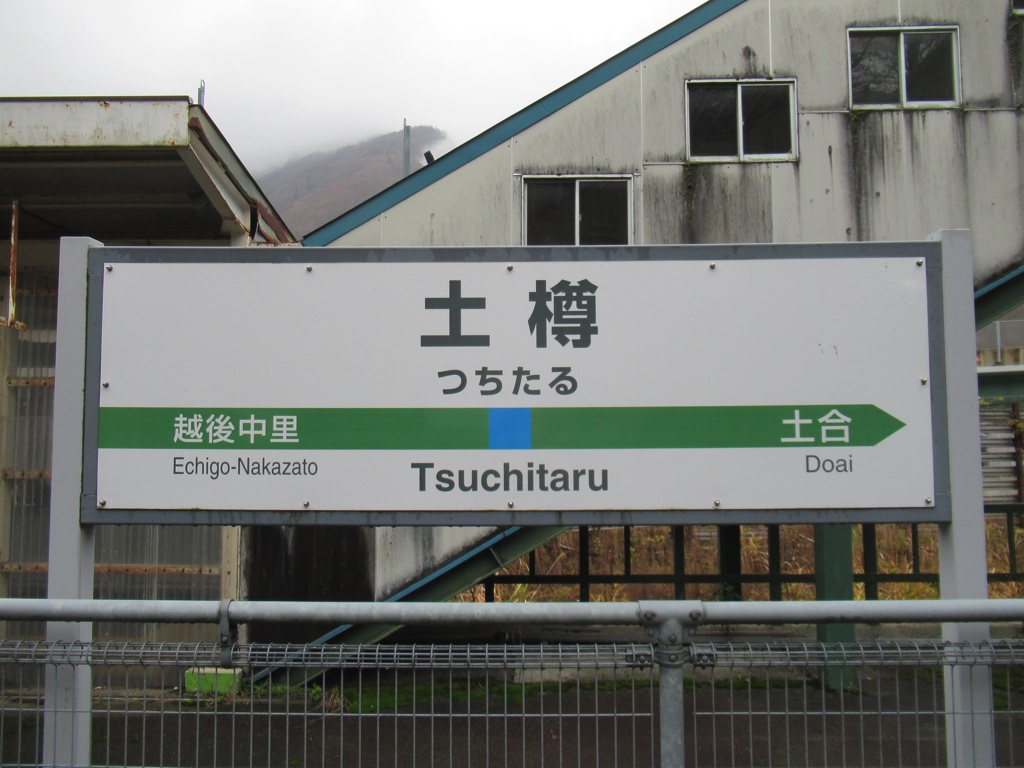 土樽
つちたる
越後中里 土合
Echigo-Nakazato Tsuchitaru Doai